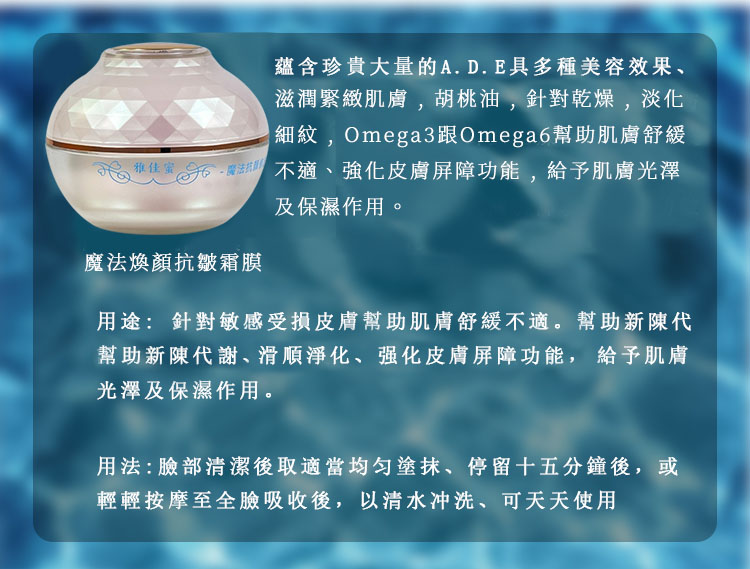 蘊含珍貴大量的A.D.E具多種美容效果、
滋潤緊緻肌膚，胡桃油，針對乾燥，淡化
細紋，Omega3跟Omega6幫助肌膚舒緩
不適、強化皮膚屏障功能，給予肌膚光澤
及保濕作用。
雅佳蜜
-魔法抗皺
魔法煥顏抗皺霜膜
用途: 針對敏感受損皮膚幫助肌膚舒緩不適。幫助新陳代
幫助新陳代謝、滑順淨化、强化皮膚屏障功能，給予肌膚
光澤及保濕作用。
用法:臉部清潔後取適當均勻塗抹、停留十五分鐘後，或
輕輕按摩至全臉吸收後，以清水冲洗、可天天使用